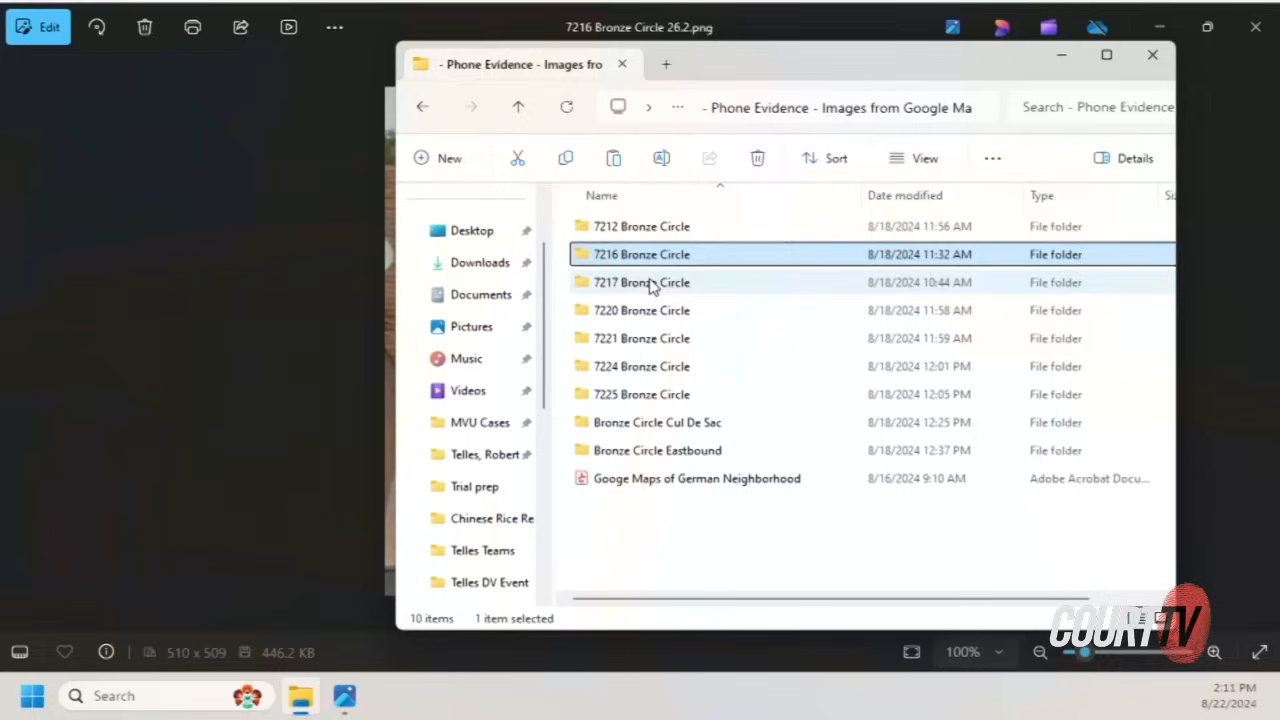 Edit
7216 Bronze Circle 26.2.png
- Phone Evidence - Images fro
- Phone Evidence - Images from Google Ma
Search - Phone Evidence
New
Sort
View
Details
Name Date modified Type
Desktop
Downloads
Documents
Pictures
Music
Videos
MVU Cases
Telles, Robert
Trial prep
Chinese Rice Re
Telles Teams
Telles DV Event
7212 Bronze Circle 8/18/2024 11:56 AM File folder
7216 Bronze Circle 8/18/2024 11:32 AM File folder
7217 Bronze Circle 8/18/2024 10:44 AM File folder
7220 Bronze Circle 8/18/2024 11:58 AM File folder
7221 Bronze Circle 8/18/2024 11:59 AM File folder
7224 Bronze Circle 8/18/2024 12:01 PM File folder
7225 Bronze Circle 8/18/2024 12:05 PM File folder
Bronze Circle Cul De Sac 8/18/2024 12:25 PM File folder
Bronze Circle Eastbound 8/18/2024 12:37 PM File folder
Googe Maps of German Neighborhood 8/16/2024 9:10 AM Adobe Acrobat Docu...
10 items 1 item selected
COURT TV
510 x 509 446.2 KB 100%
Search
2:11 PM
8/22/2024